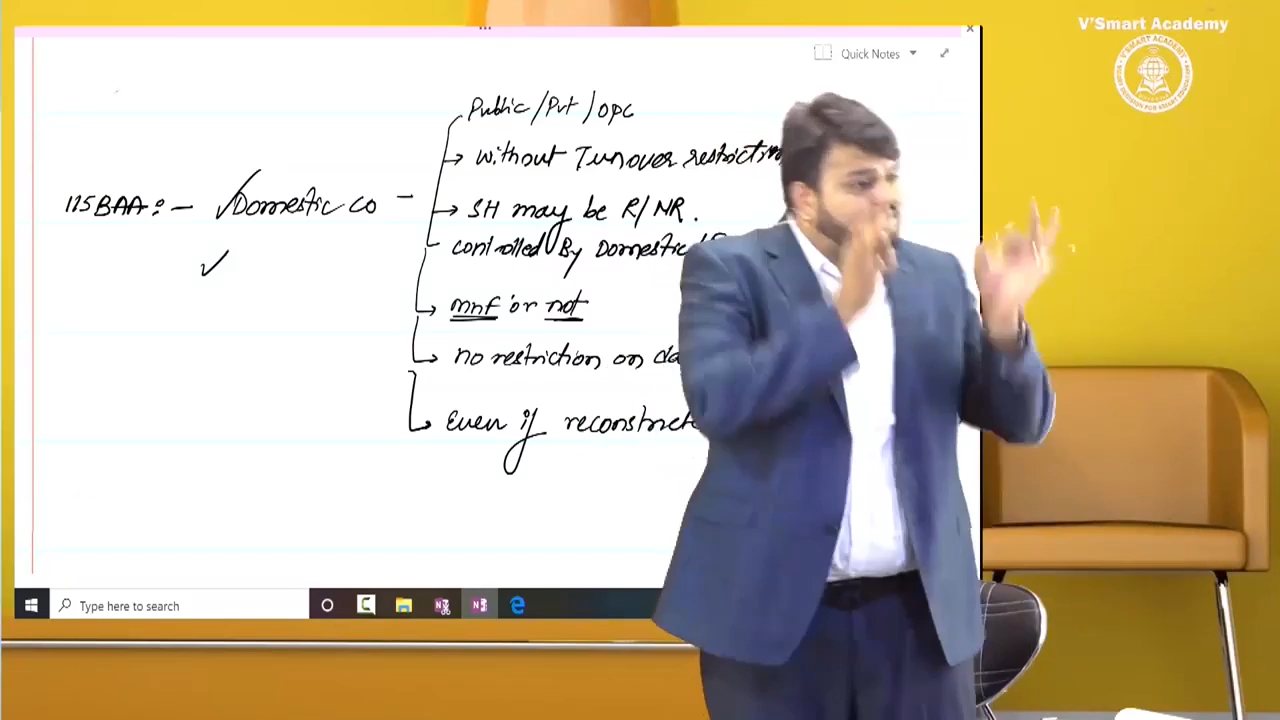 V'Smart Academy
Quick Notes
Public/Pvt/OPC
→ without Turnover restriction
115BAA:- ✓Domestic co -
→ SH may be R/NR.
controlled By Domestic/
✓
→ mnf or not
→ no restriction on
→ Even if
Type here to search